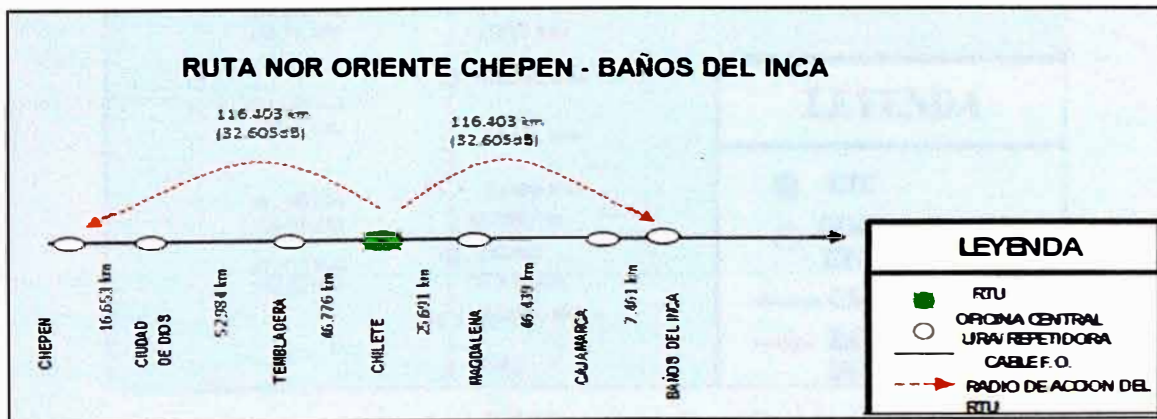 RUTA NOR ORIENTE CHEPEN - BAÑOS DEL INCA
116.403 km
(32.605dB)
116.403 km
(32.605dB)
CHEPEN
16.653 km
CIUDAD
DE DIOS
52.984 km
TEMBLADERA
46.776 km
CHILETE
25.691 km
MAGDALENA
46.439 km
CAJAMARCA
7.461 km
BAÑOS DEL INCA
LEYENDA
RTU
OFICINA CENTRAL
URA/REPETIDORA
CABLE F. O.
RADIO DE ACCION DEL
RTU